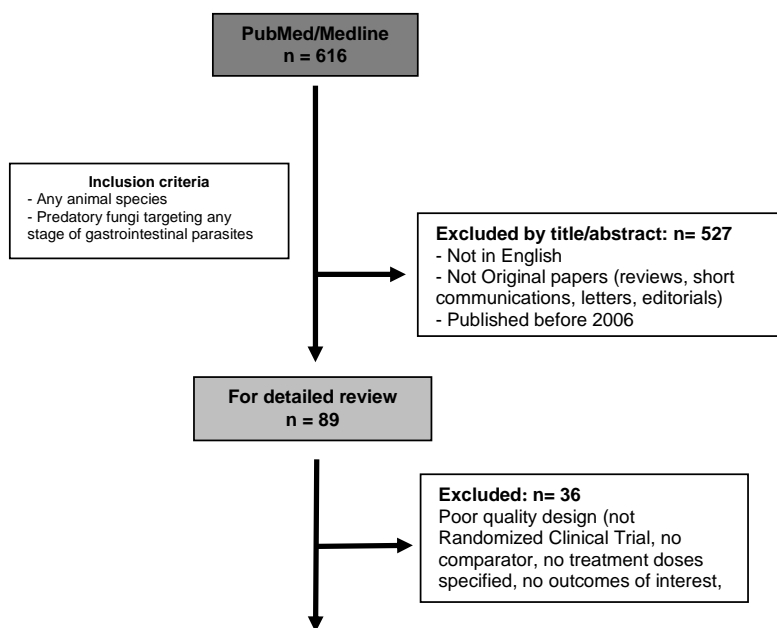 PubMed/Medline
n = 616
Inclusion criteria
- Any animal species
- Predatory fungi targeting any
stage of gastrointestinal parasites
Excluded by title/abstract: n= 527
- Not in English
- Not Original papers (reviews, short
communications, letters, editorials)
- Published before 2006
For detailed review
n = 89
Excluded: n= 36
Poor quality design (not
Randomized Clinical Trial, no
comparator, no treatment doses
specified, no outcomes of interest,